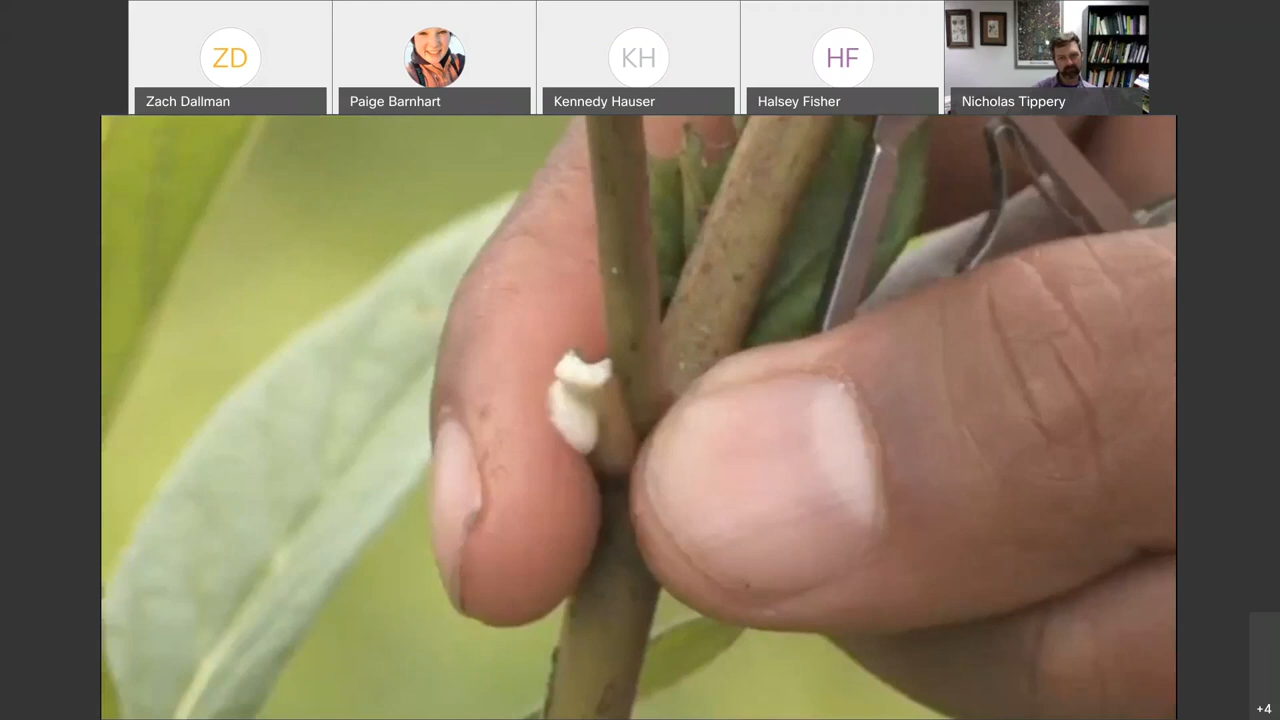 ZD
KH
HF
Zach Dallman
Paige Barnhart
Kennedy Hauser
Halsey Fisher
Nicholas Tippery
+4